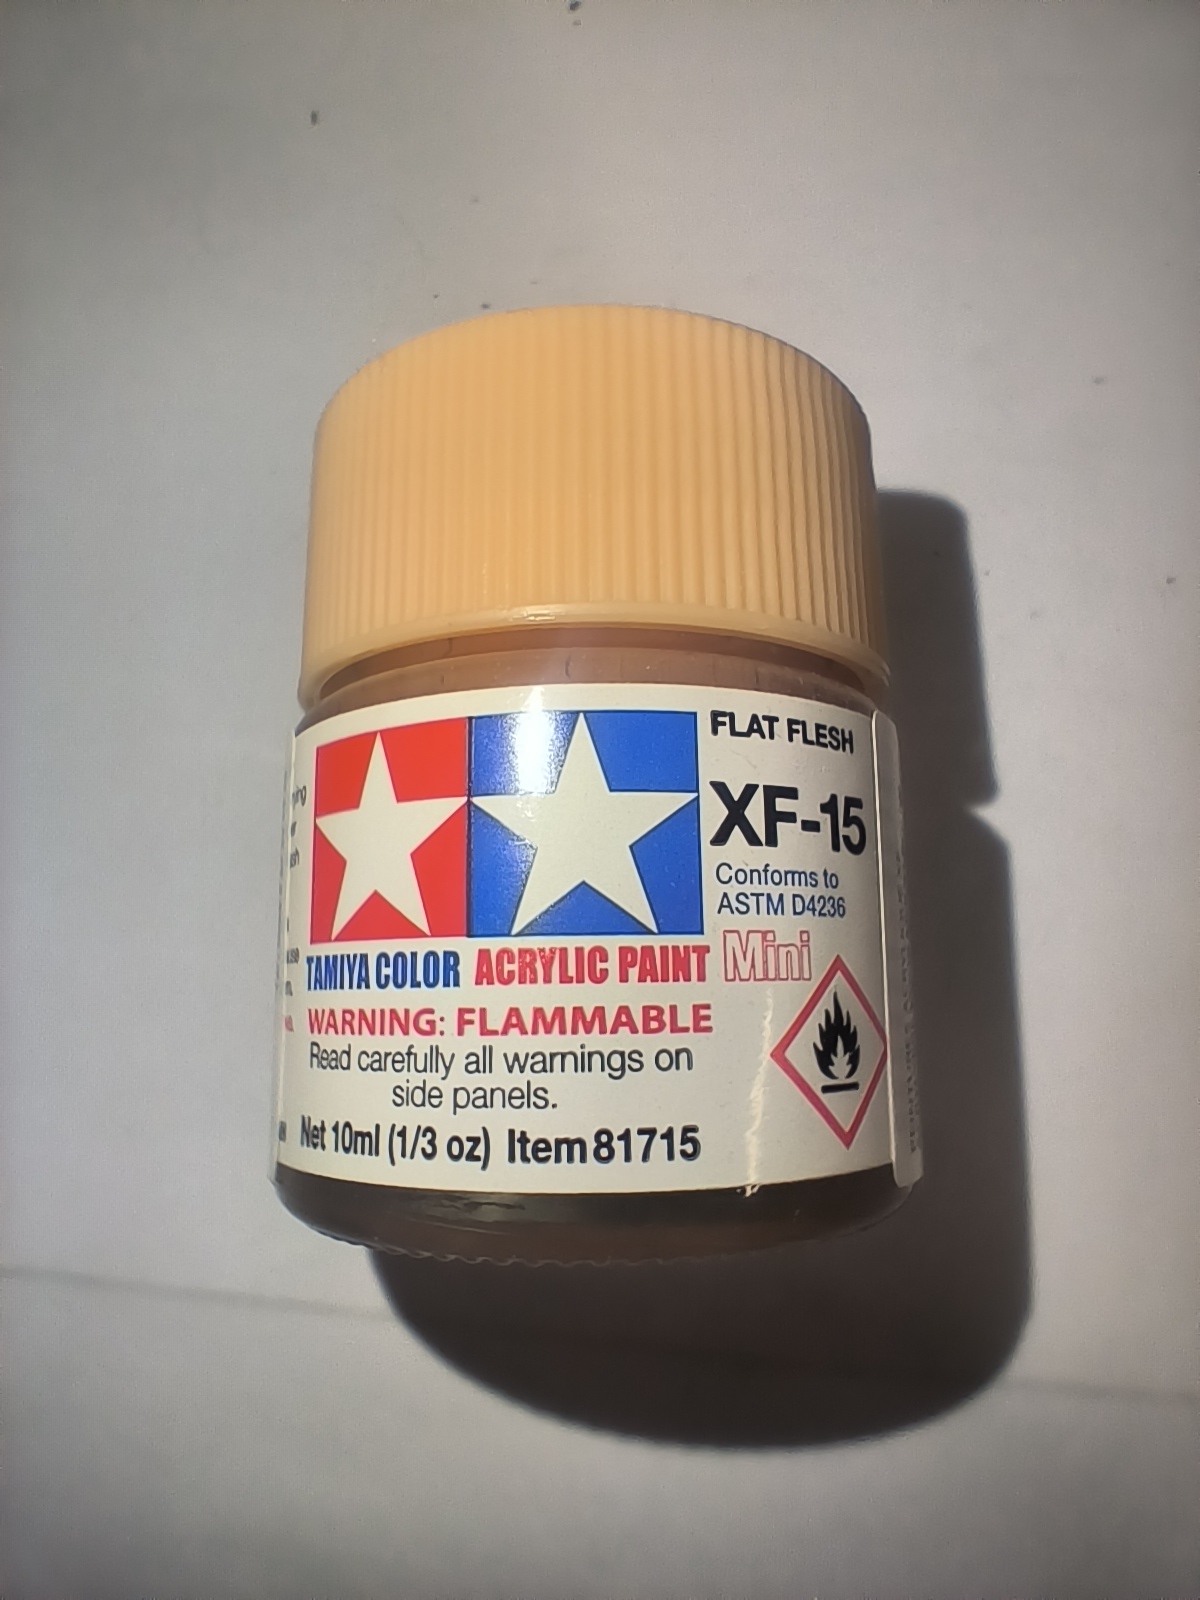 FLAT FLESH
XF-15
Conforms to
ASTM D4236
TAMIYA COLOR ACRYLIC PAINT Mini
WARNING: FLAMMABLE
Read carefully all warnings on
side panels.
Net 10ml (1/3 oz) Item 81715